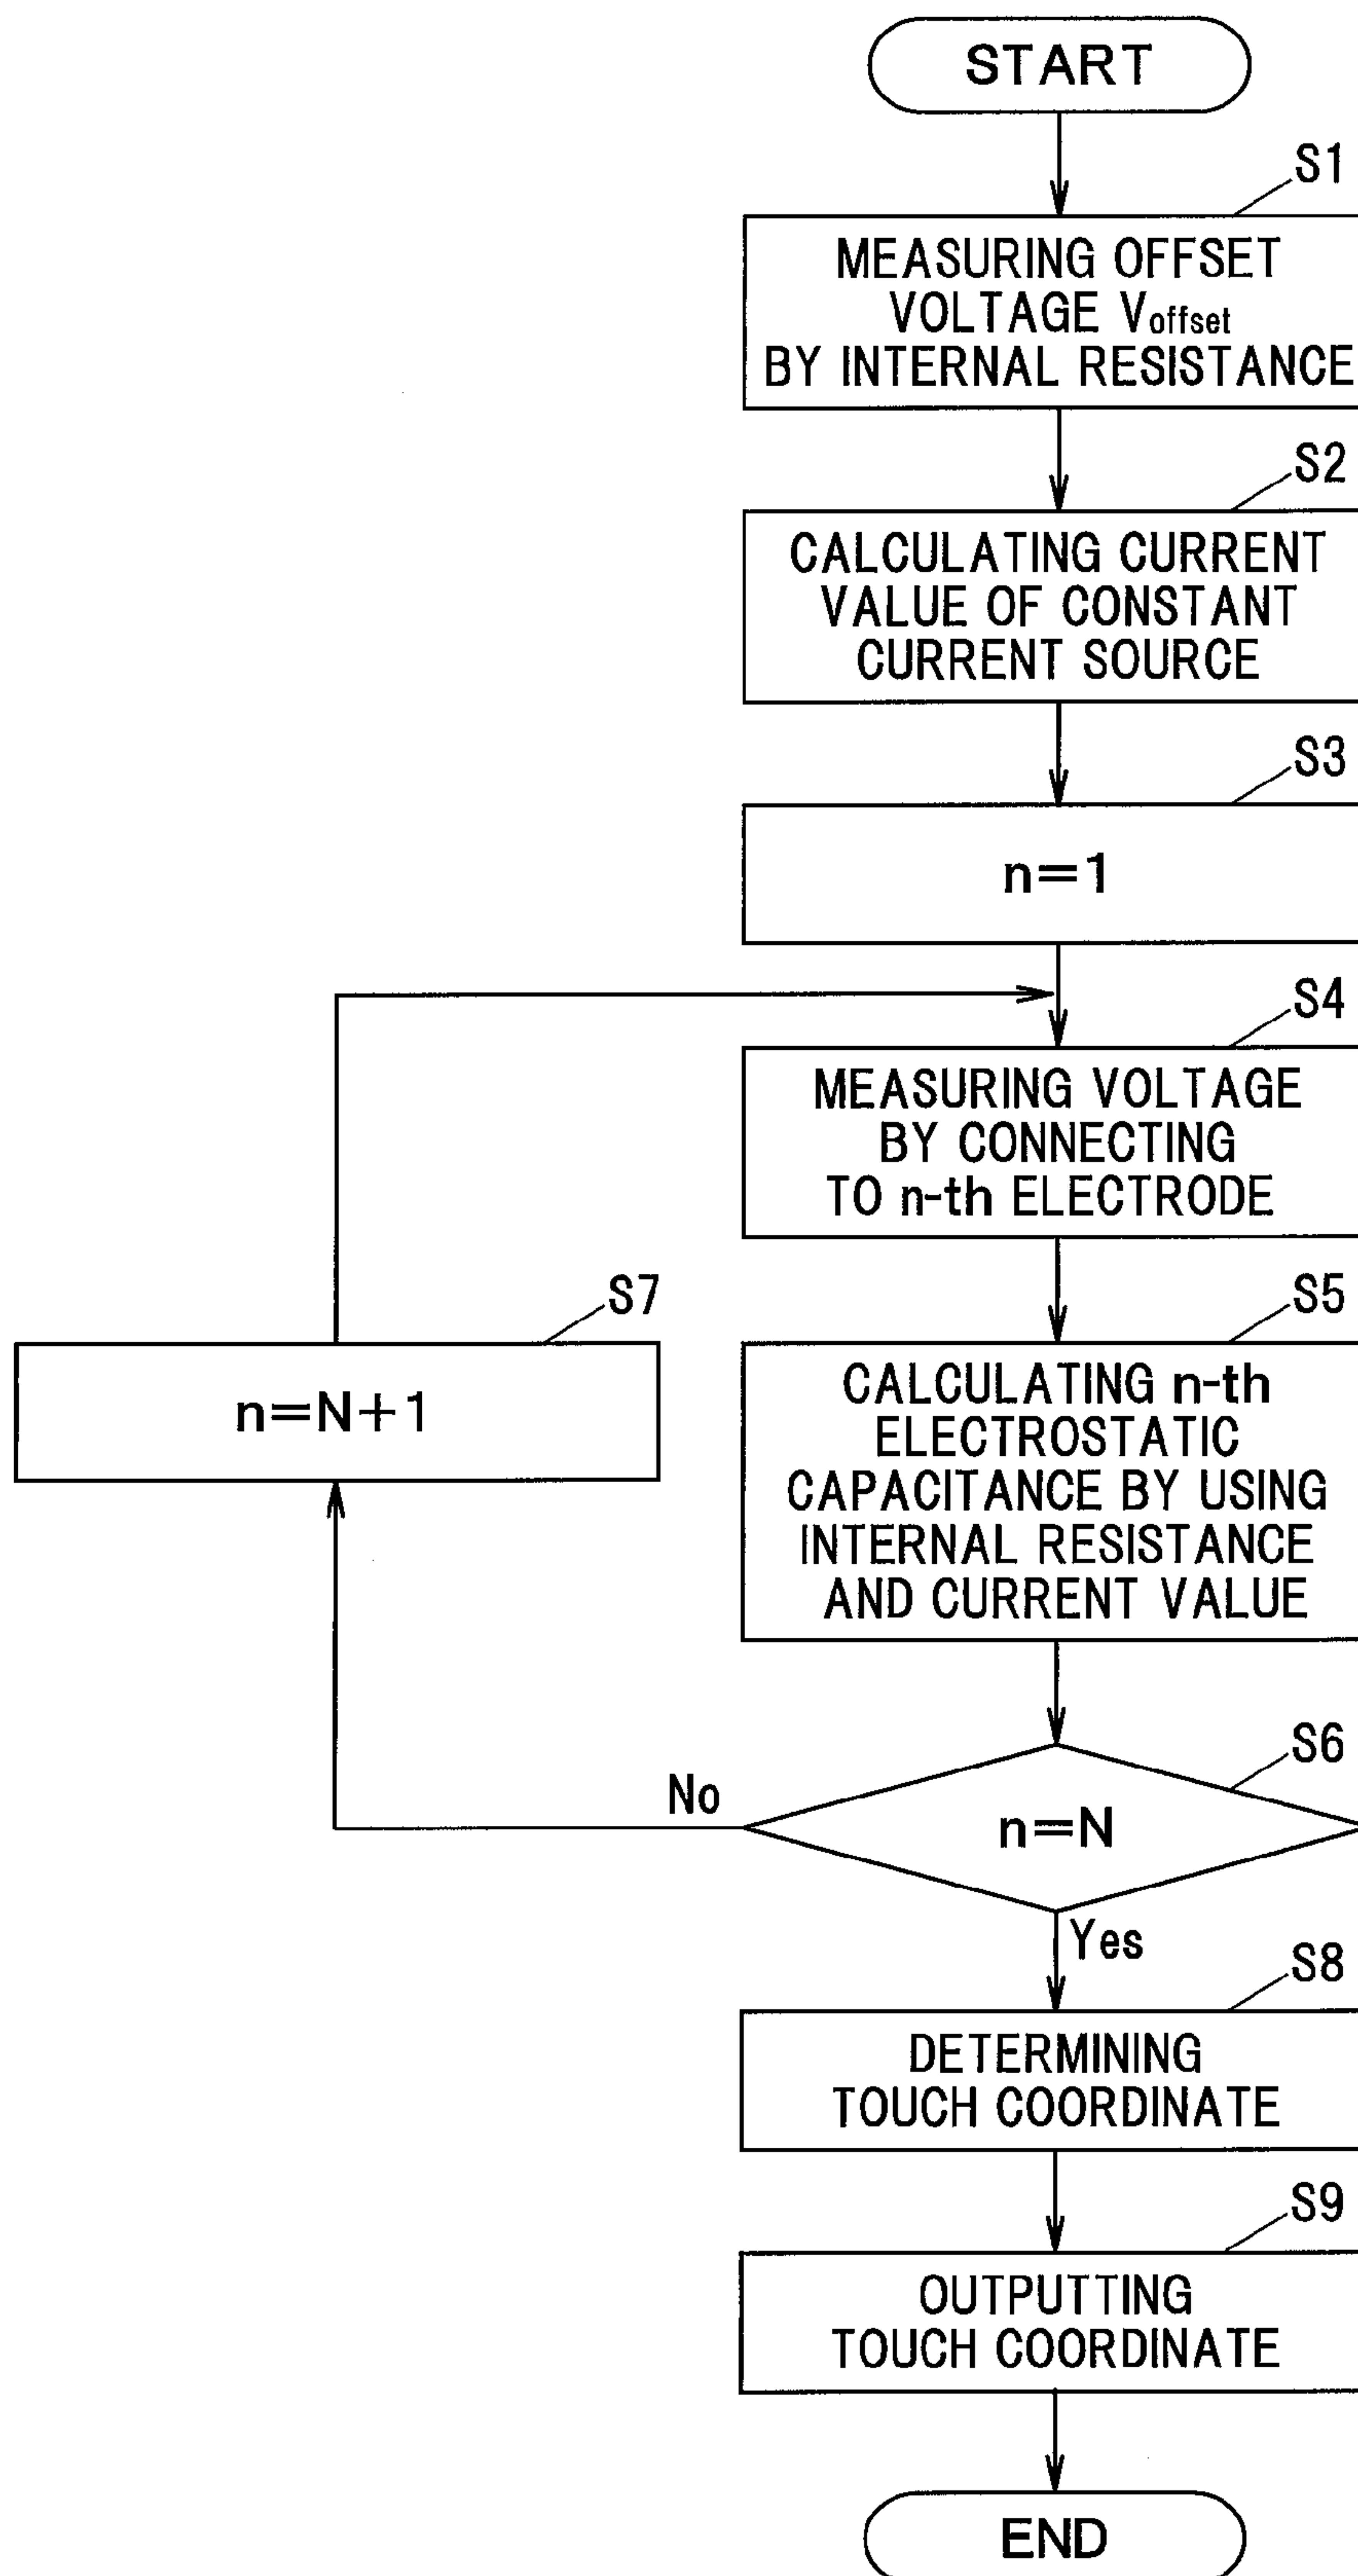 START
S1
MEASURING OFFSET
VOLTAGE Voffset
BY INTERNAL RESISTANCE
S2
CALCULATING CURRENT
VALUE OF CONSTANT
CURRENT SOURCE
S3
n=1
S4
MEASURING VOLTAGE
BY CONNECTING
TO n-th ELECTRODE
S7
n=N+1
S5
CALCULATING n-th
ELECTROSTATIC
CAPACITANCE BY USING
INTERNAL RESISTANCE
AND CURRENT VALUE
S6
No
n=N
Yes
S8
DETERMINING
TOUCH COORDINATE
S9
OUTPUTTING
TOUCH COORDINATE
END